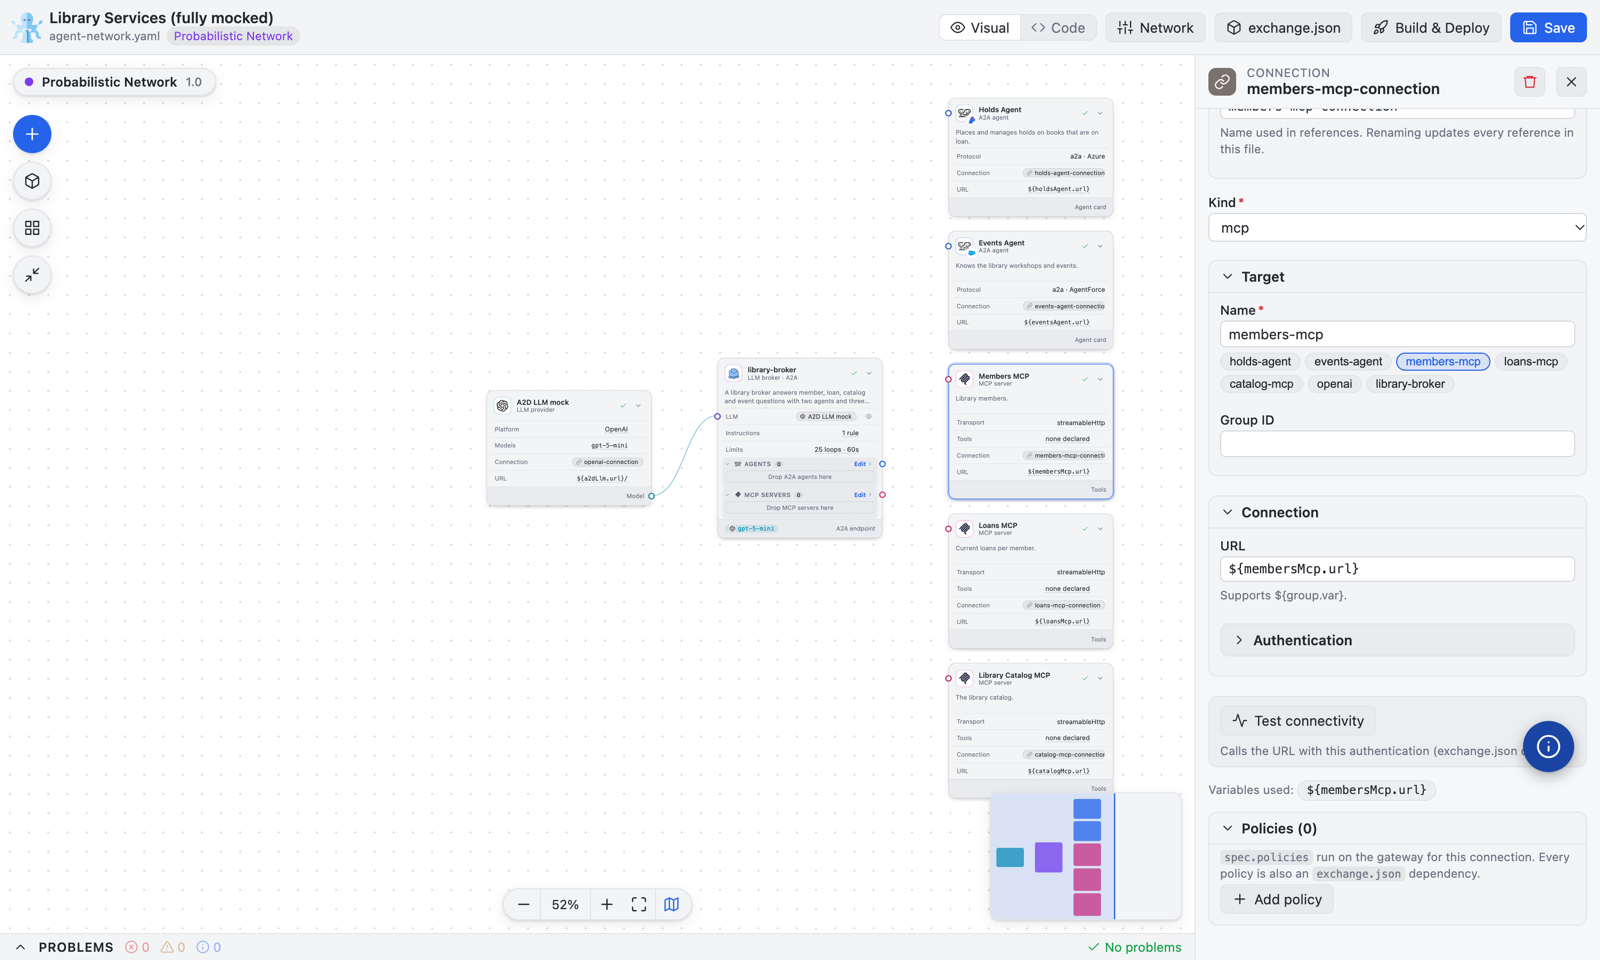 Library Services (fully mocked)
agent-network.yaml Probabilistic Network
Visual
Code
Network
exchange.json
Build & Deploy
Save
Probabilistic Network 1.0
Holds Agent
A2A agent
Places and manages holds on books that are on
loan.
Protocol a2a · Azure
Connection holds-agent-connection
URL ${holdsAgent.url}
Agent card
Events Agent
A2A agent
Knows the library workshops and events.
Protocol a2a · AgentForce
Connection events-agent-connectio
URL ${eventsAgent.url}
Agent card
Members MCP
MCP server
Library members.
Transport streamableHttp
Tools none declared
Connection members-mcp-connecti
URL ${membersMcp.url}
Tools
Loans MCP
MCP server
Current loans per member.
Transport streamableHttp
Tools none declared
Connection loans-mcp-connection
URL ${loansMcp.url}
Tools
Library Catalog MCP
MCP server
The library catalog.
Transport streamableHttp
Tools none declared
Connection catalog-mcp-connection
URL ${catalogMcp.url}
Tools
A2D LLM mock
LLM provider
Platform OpenAI
Models gpt-5-mini
Connection openai-connection
URL ${a2dLlm.url}/
Model
library-broker
LLM broker · A2A
A library broker answers member, loan, catalog
and event questions with two agents and three...
LLM A2D LLM mock
Instructions 1 rule
Limits 25 loops · 60s
AGENTS 0 Edit
Drop A2A agents here
MCP SERVERS 0 Edit
Drop MCP servers here
gpt-5-mini A2A endpoint
52%
PROBLEMS 0 0 0
No problems
CONNECTION
members-mcp-connection
members-mcp-connection
Name used in references. Renaming updates every reference in
this file.
Kind *
mcp
Target
Name *
members-mcp
holds-agent events-agent members-mcp loans-mcp
catalog-mcp openai library-broker
Group ID
Connection
URL
${membersMcp.url}
Supports ${group.var}.
Authentication
Test connectivity
Calls the URL with this authentication (exchange.json
Variables used: ${membersMcp.url}
Policies (0)
spec.policies run on the gateway for this connection. Every
policy is also an exchange.json dependency.
Add policy